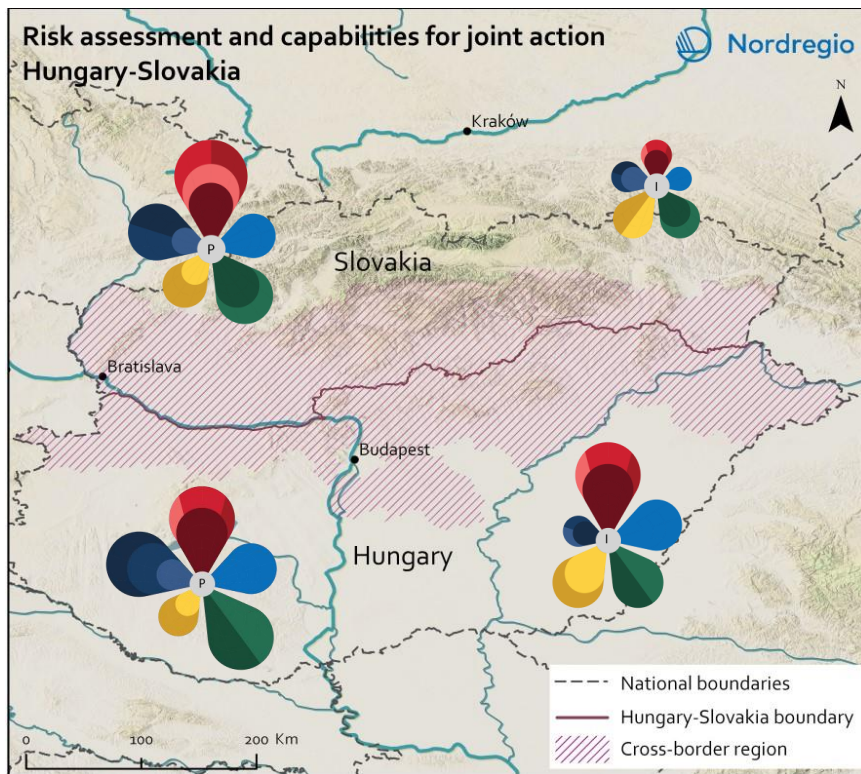 Risk assessment and capabilities for joint action
Hungary-Slovakia
Nordregio
N
Kraków
I
P
Slovakia
Bratislava
Budapest
I
Hungary
P
National boundaries
Hungary-Slovakia boundary
Cross-border region
0 100 200 Km